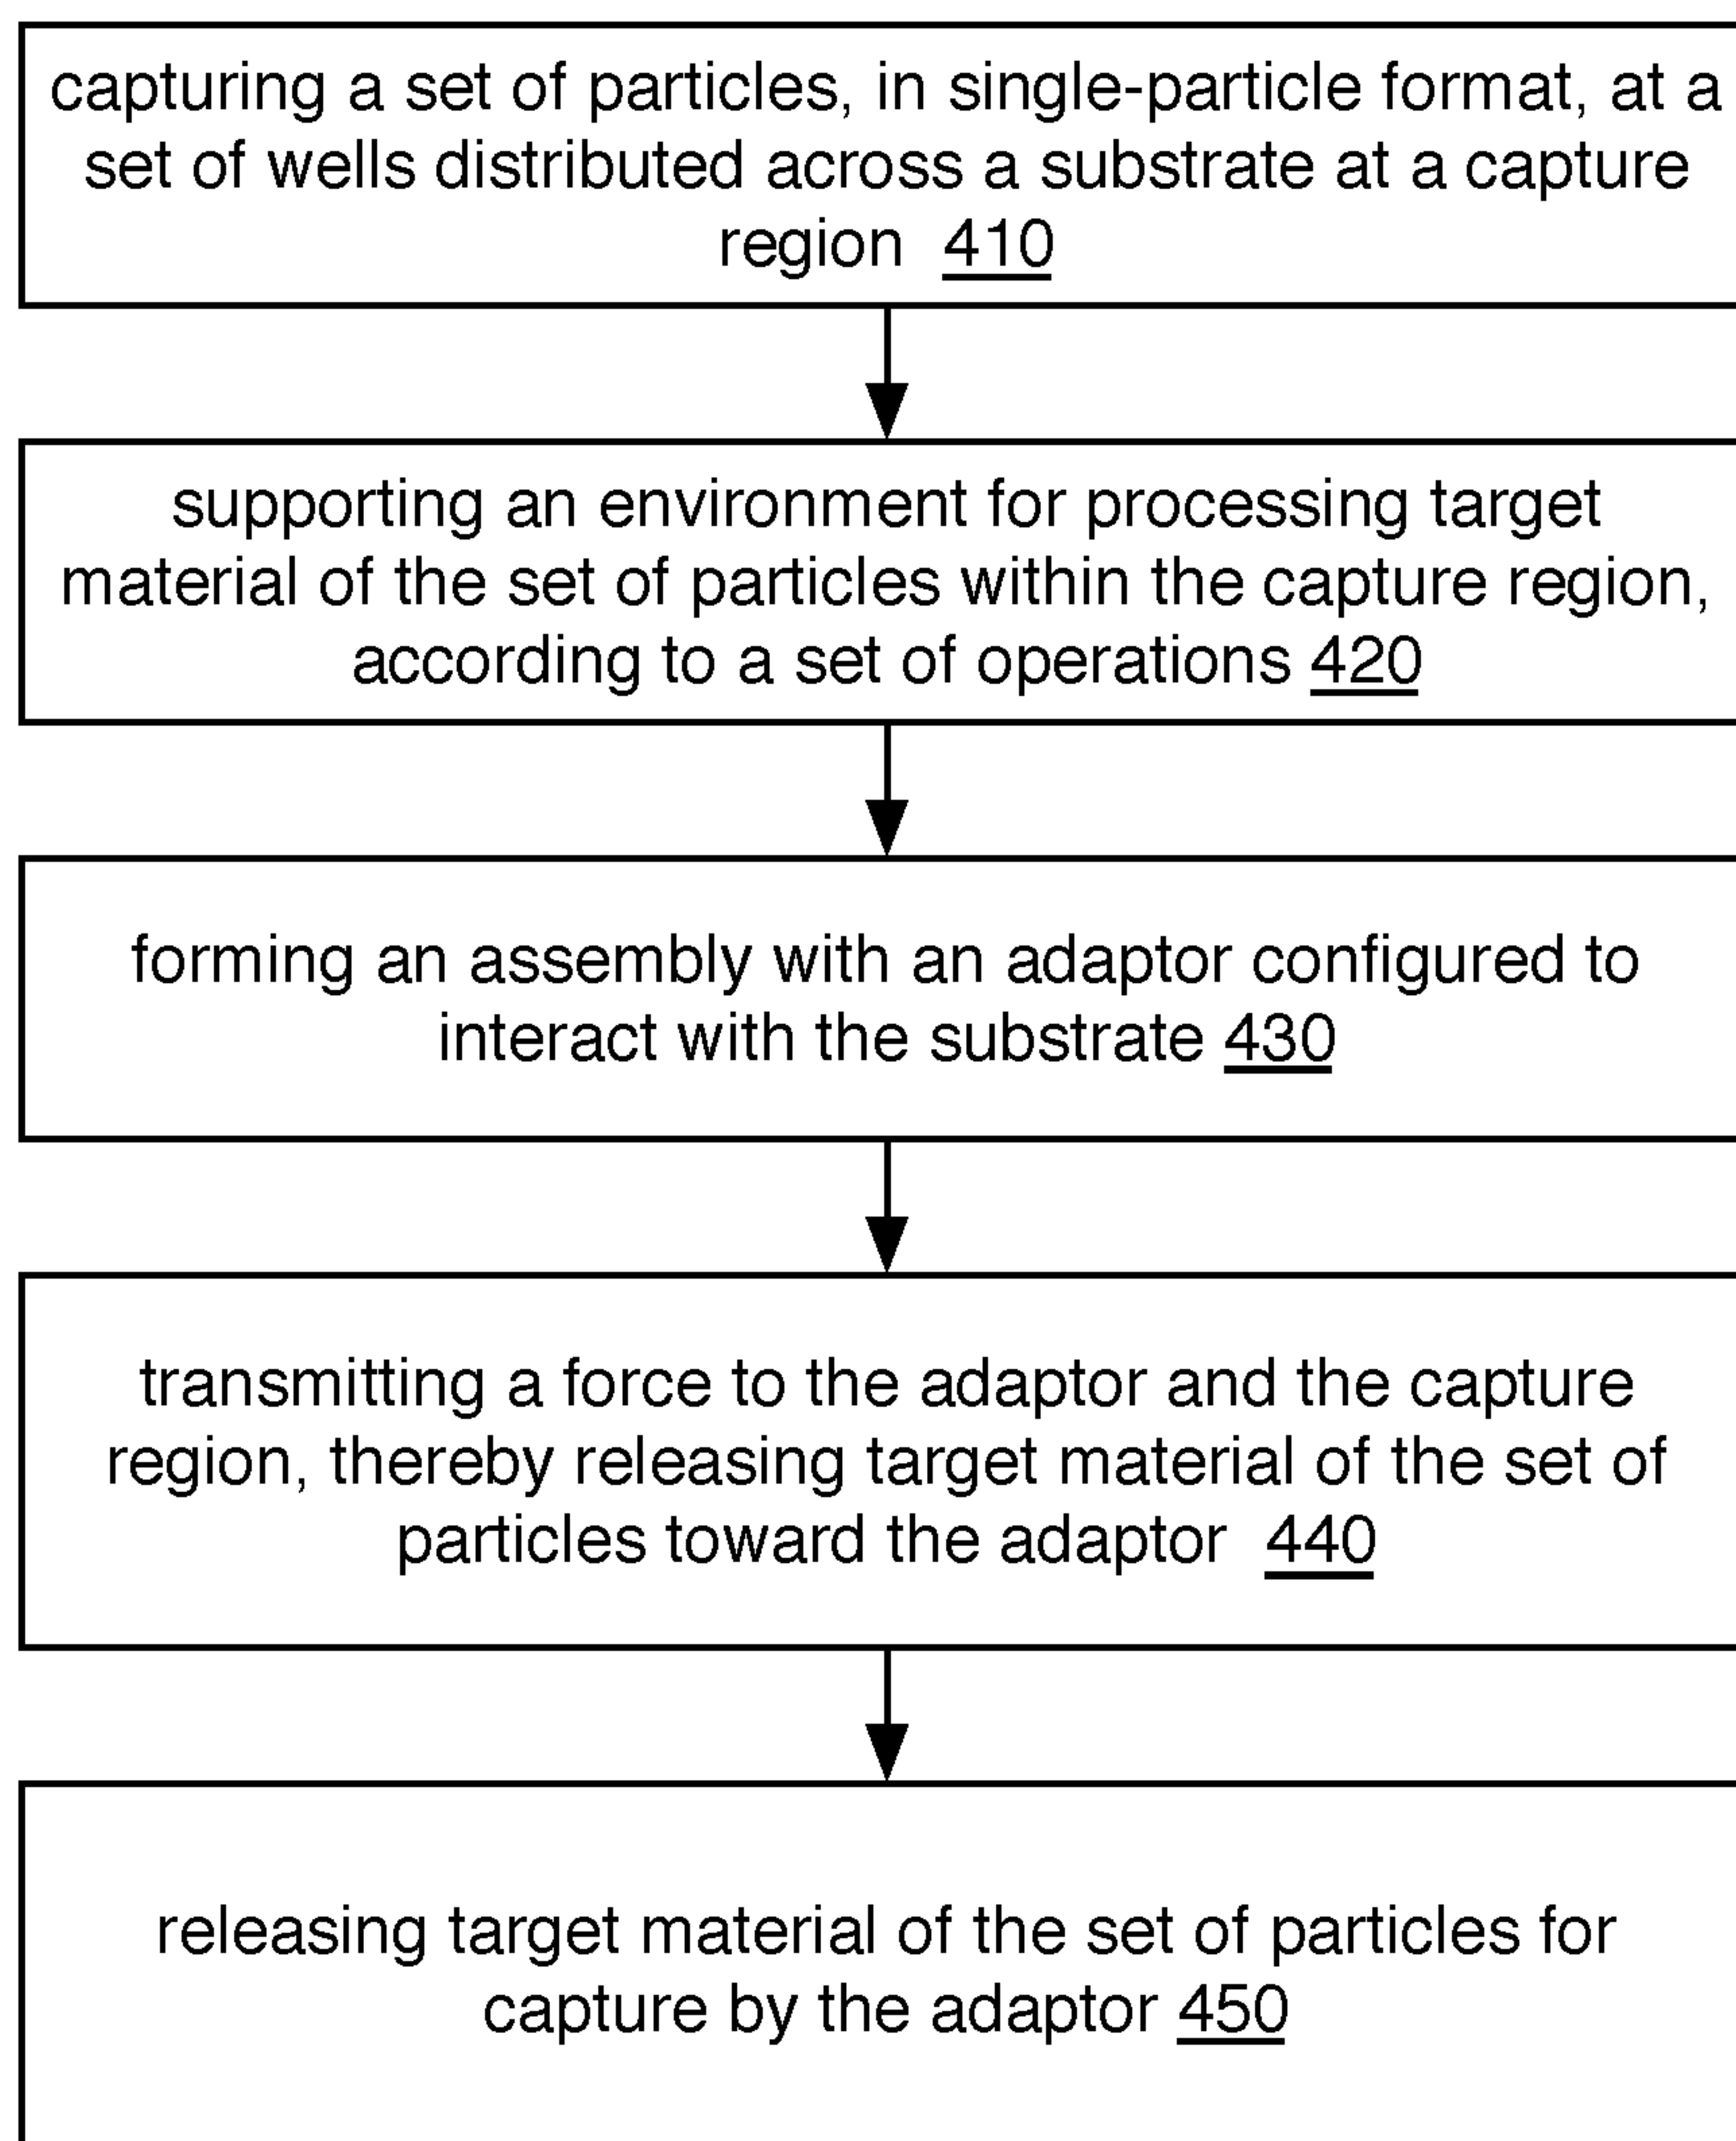 capturing a set of particles, in single-particle format, at a
set of wells distributed across a substrate at a capture
region 410
supporting an environment for processing target
material of the set of particles within the capture region,
according to a set of operations 420
forming an assembly with an adaptor configured to
interact with the substrate 430
transmitting a force to the adaptor and the capture
region, thereby releasing target material of the set of
particles toward the adaptor 440
releasing target material of the set of particles for
capture by the adaptor 450